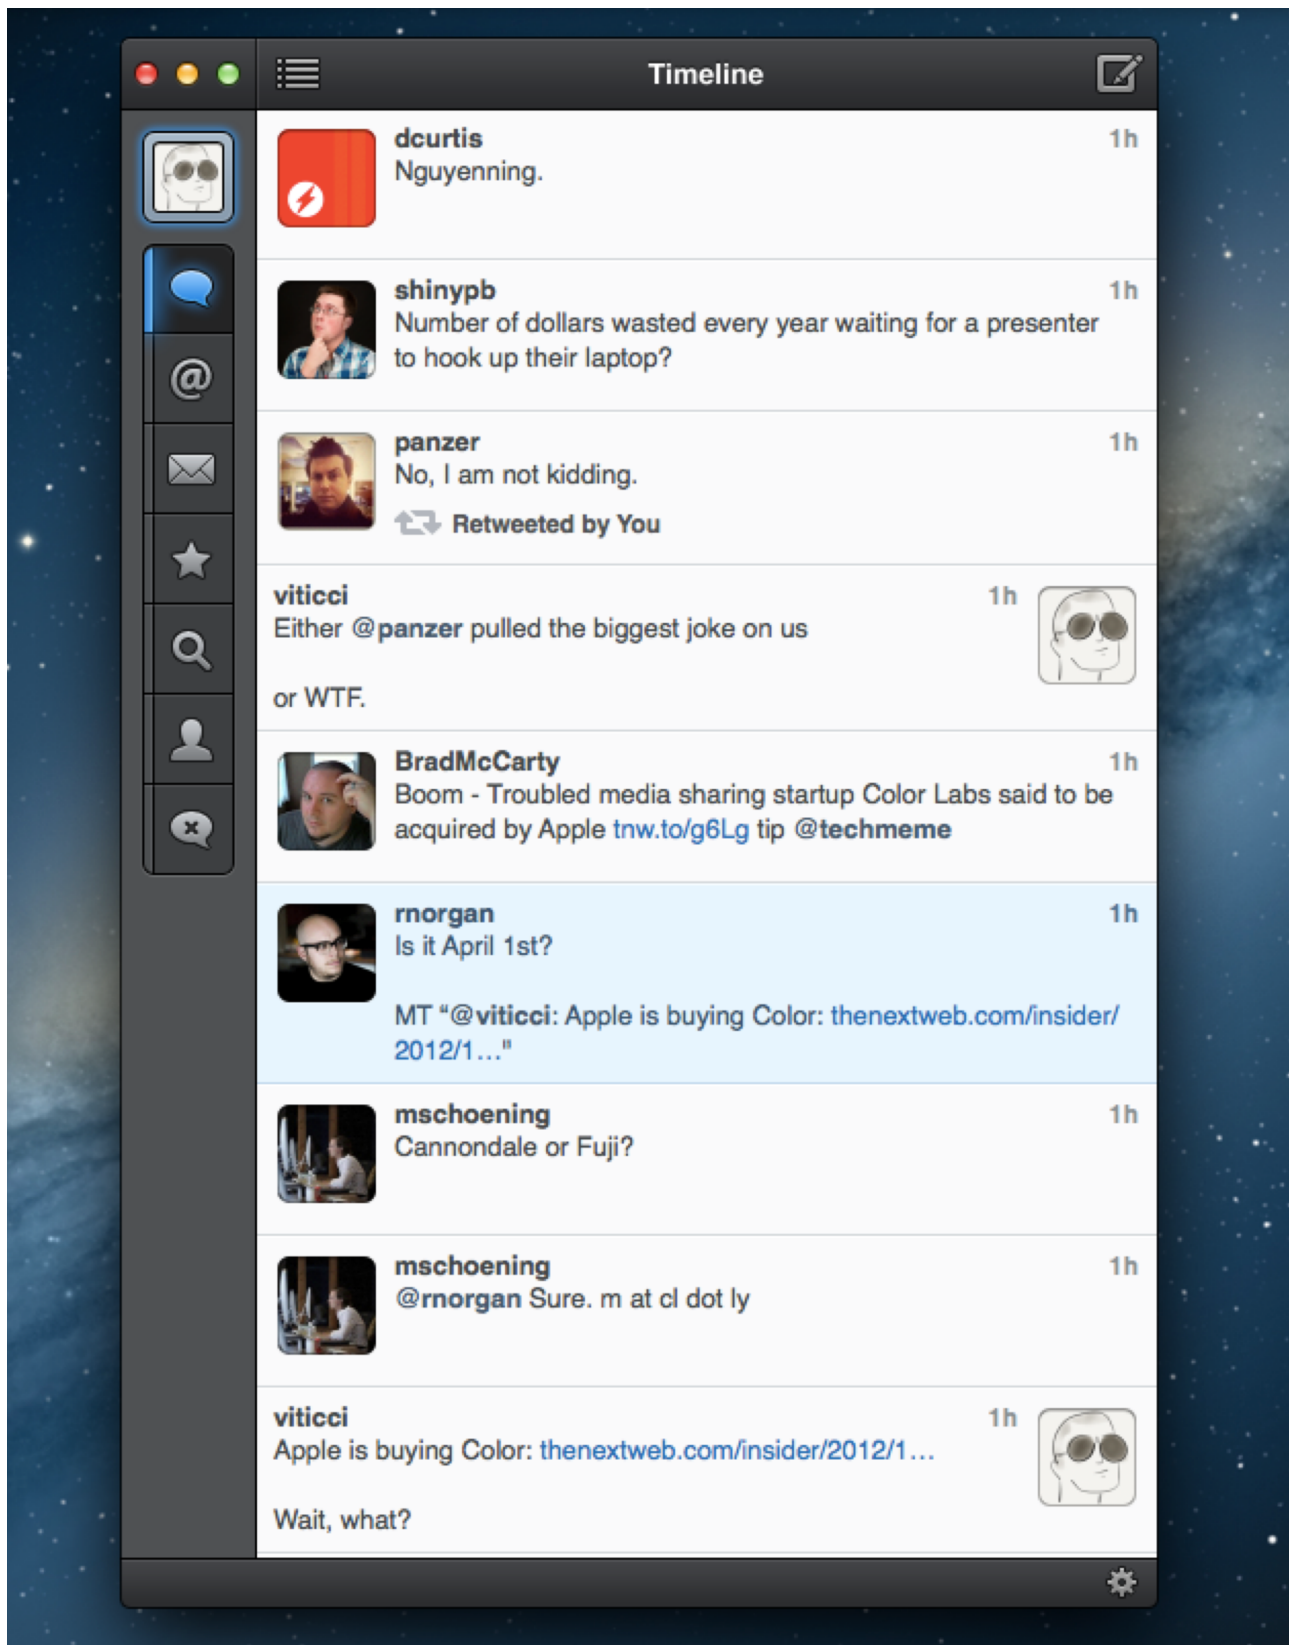 Timeline
dcurtis 1h
Nguyenning.
shinypb 1h
Number of dollars wasted every year waiting for a presenter
to hook up their laptop?
panzer 1h
No, I am not kidding.
Retweeted by You
viticci 1h
Either @panzer pulled the biggest joke on us
or WTF.
BradMcCarty 1h
Boom - Troubled media sharing startup Color Labs said to be
acquired by Apple tnw.to/g6Lg tip @techmeme
rnorgan 1h
Is it April 1st?
MT “@viticci: Apple is buying Color: thenextweb.com/insider/
2012/1…"
mschoening 1h
Cannondale or Fuji?
mschoening 1h
@rnorgan Sure. m at cl dot ly
viticci 1h
Apple is buying Color: thenextweb.com/insider/2012/1…
Wait, what?